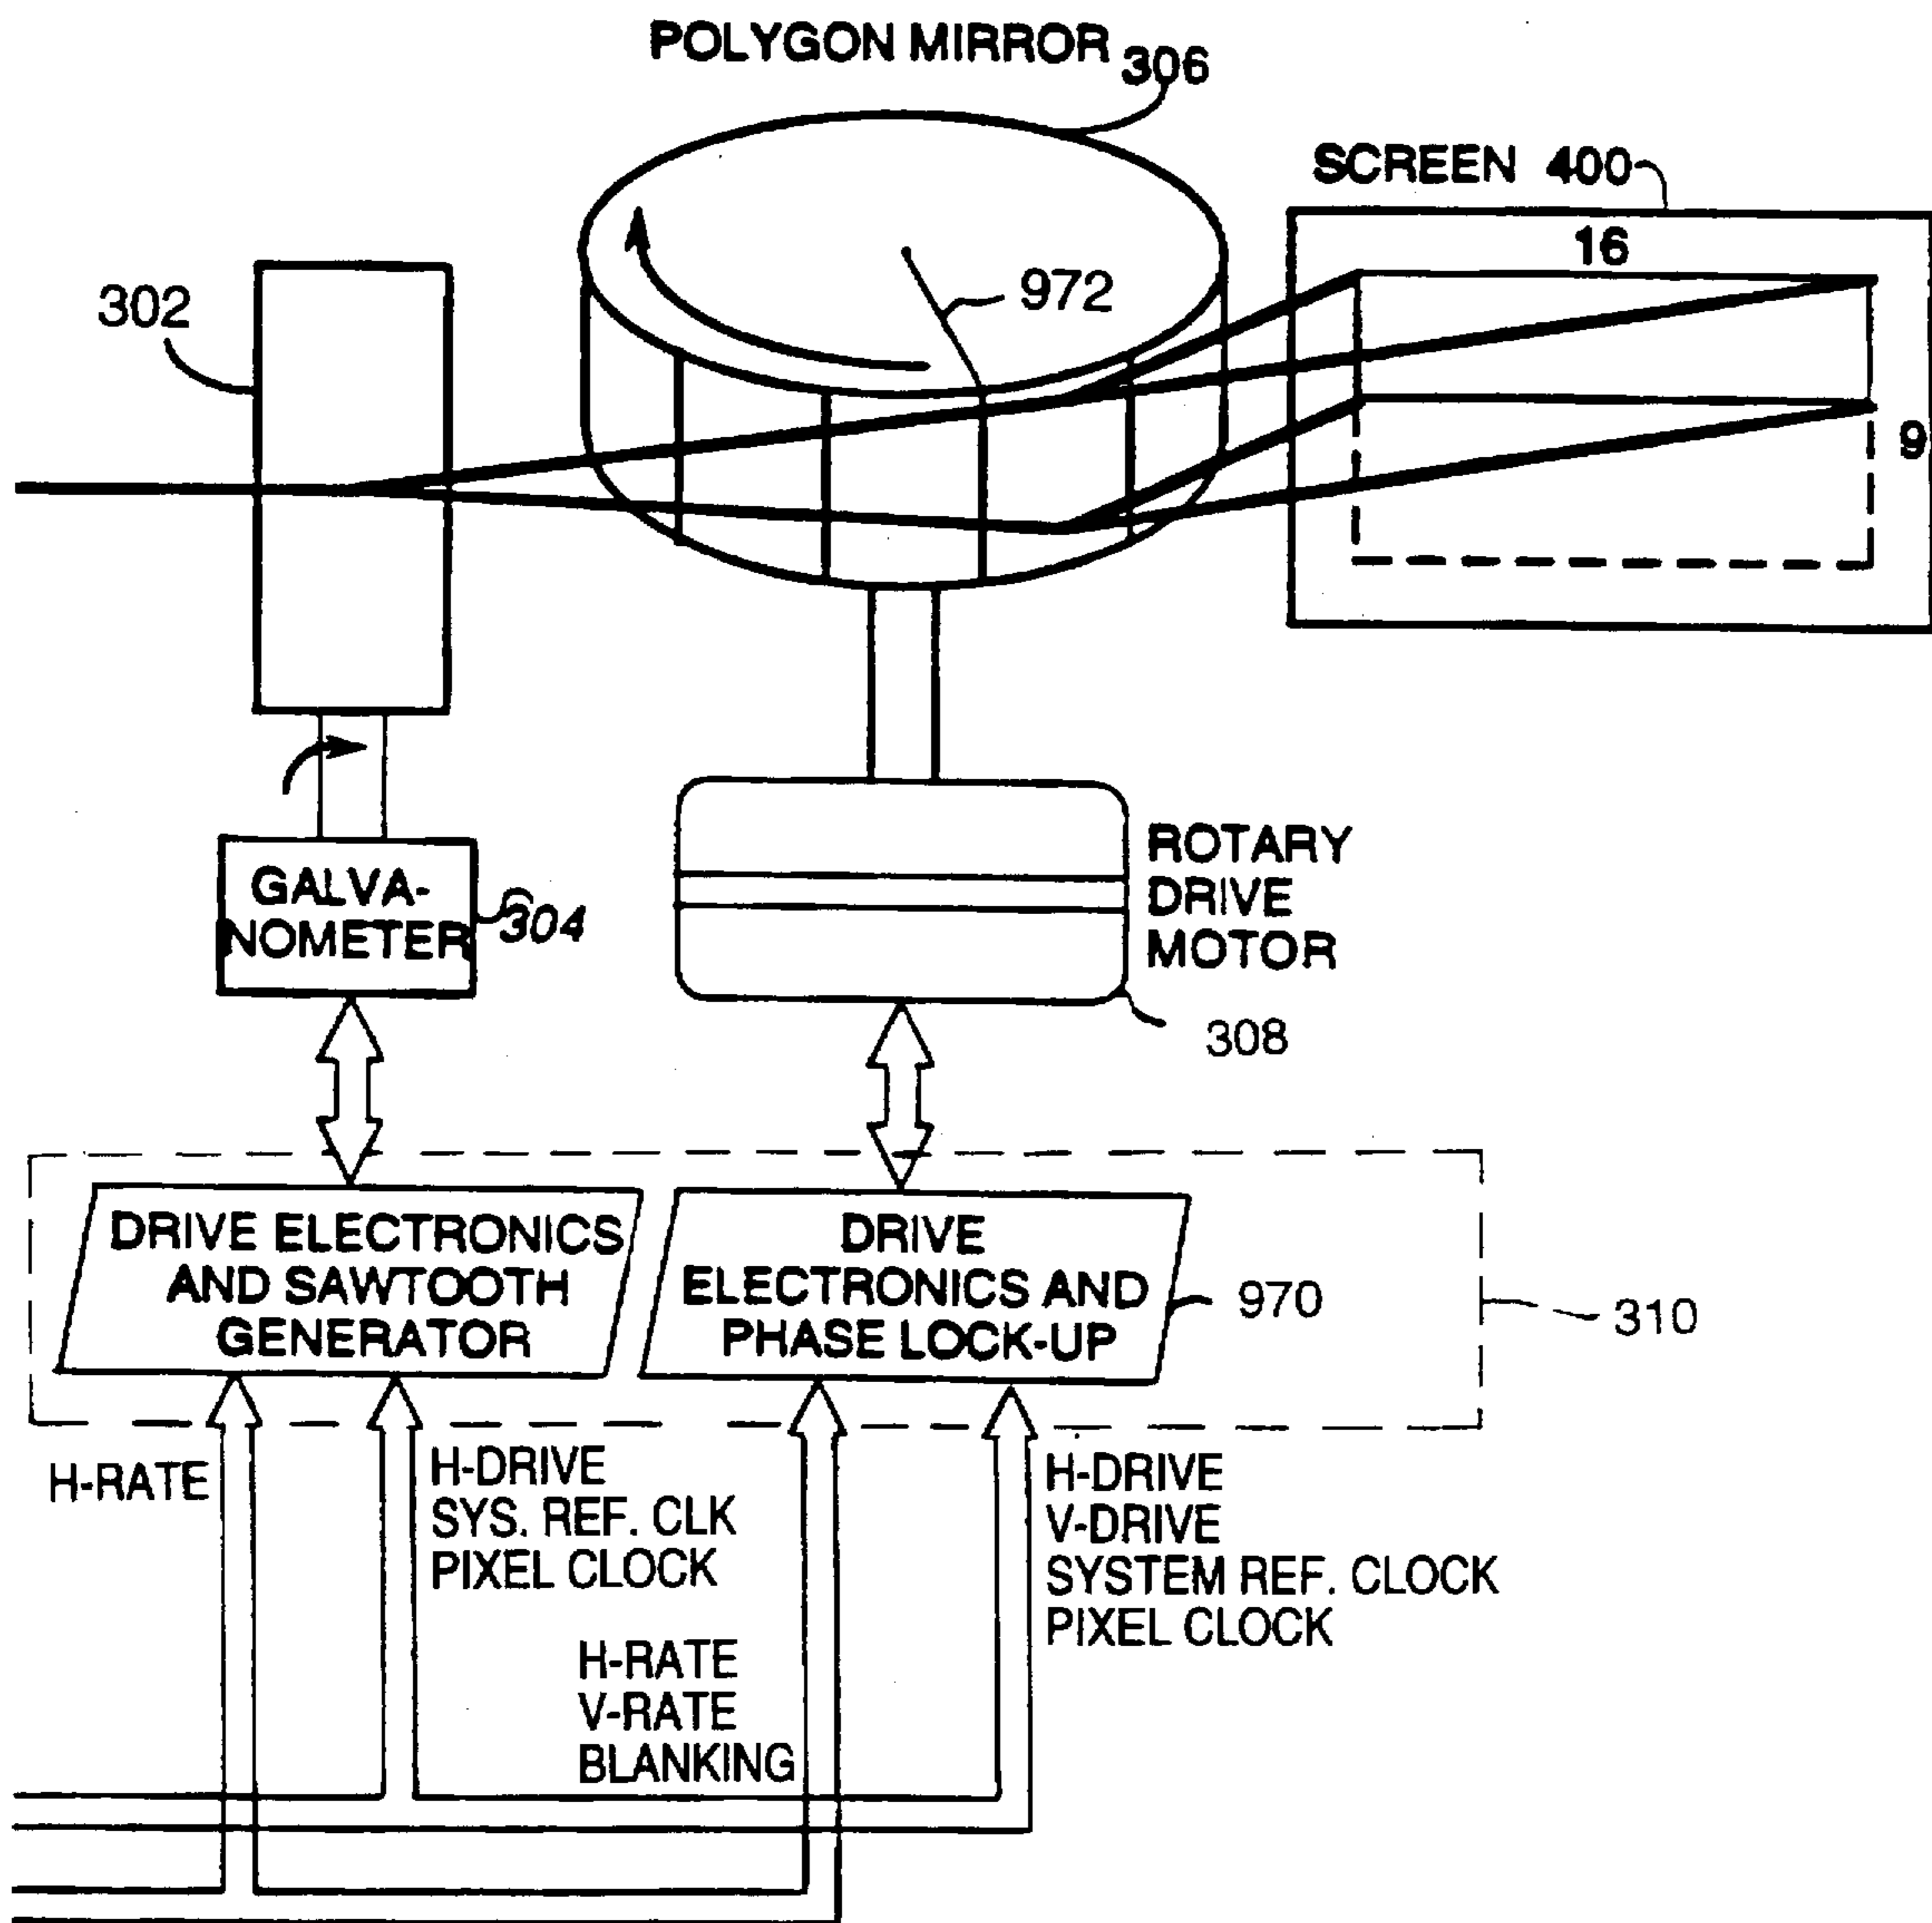 POLYGON MIRROR 306
SCREEN 400
16
302
972
9
GALVA-
NOMETER
304
ROTARY
DRIVE
MOTOR
308
DRIVE ELECTRONICS
AND SAWTOOTH
GENERATOR
DRIVE
ELECTRONICS AND
PHASE LOCK-UP
970
310
H-RATE
H-DRIVE
SYS. REF. CLK
PIXEL CLOCK
H-RATE
V-RATE
BLANKING
H-DRIVE
V-DRIVE
SYSTEM REF. CLOCK
PIXEL CLOCK